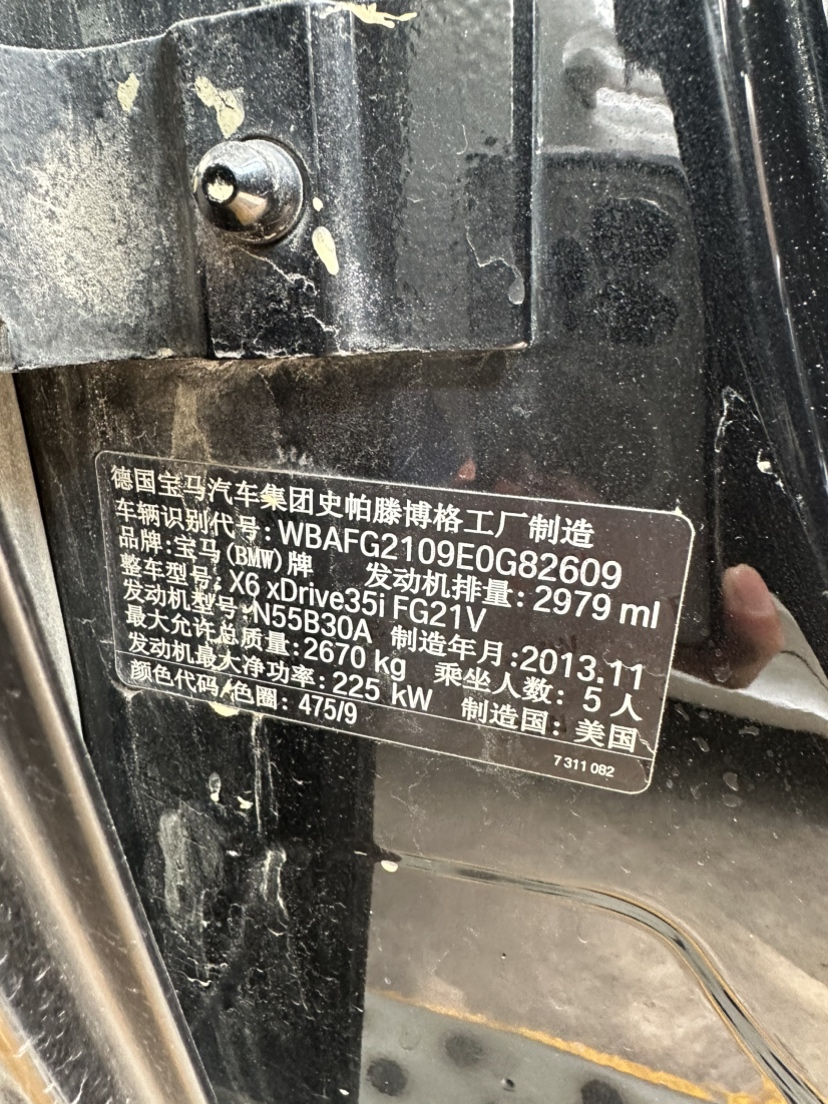 德国宝马汽车集团史帕滕博格工厂制造
车辆识别代号: WBAFG2109E0G82609
品牌: 宝马(BMW)牌 发动机排量: 2979 ml
整车型号: X6 xDrive35i FG21V
发动机型号: N55B30A 制造年月: 2013.11
最大允许总质量: 2670 kg 乘坐人数: 5 人
发动机最大净功率: 225 kW 制造国: 美国
颜色代码/色圈: 475/9
7 311 082